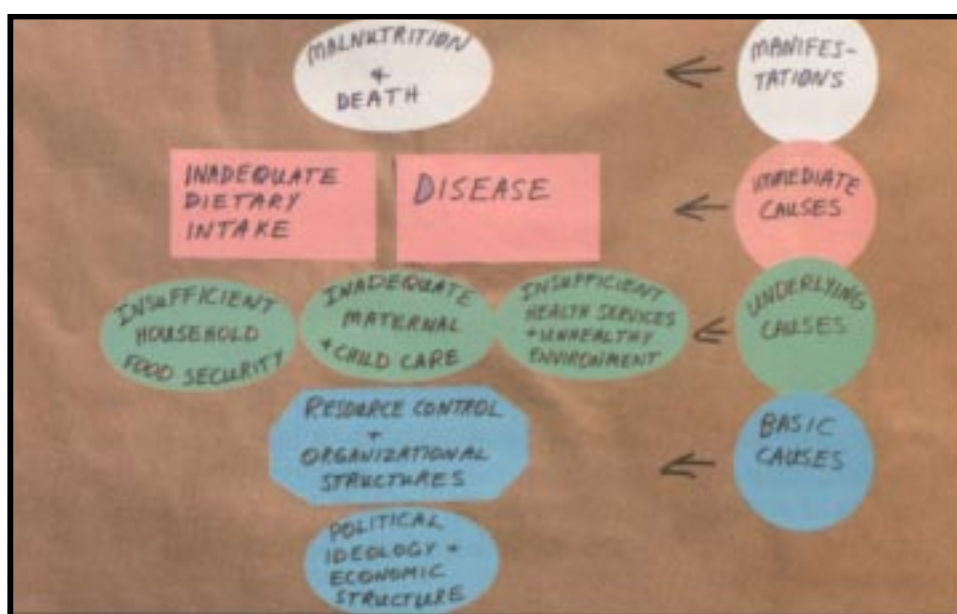 MALNUTRITION
+
DEATH
MANIFES-
TATIONS
INADEQUATE
DIETARY
INTAKE
DISEASE
IMMEDIATE
CAUSES
INSUFFICIENT
HOUSEHOLD
FOOD SECURITY
INADEQUATE
MATERNAL
+ CHILD CARE
INSUFFICIENT
HEALTH SERVICES
+ UNHEALTHY
ENVIRONMENT
UNDERLYING
CAUSES
RESOURCE CONTROL
+
ORGANIZATIONAL
STRUCTURES
BASIC
CAUSES
POLITICAL
IDEOLOGY +
ECONOMIC
STRUCTURE